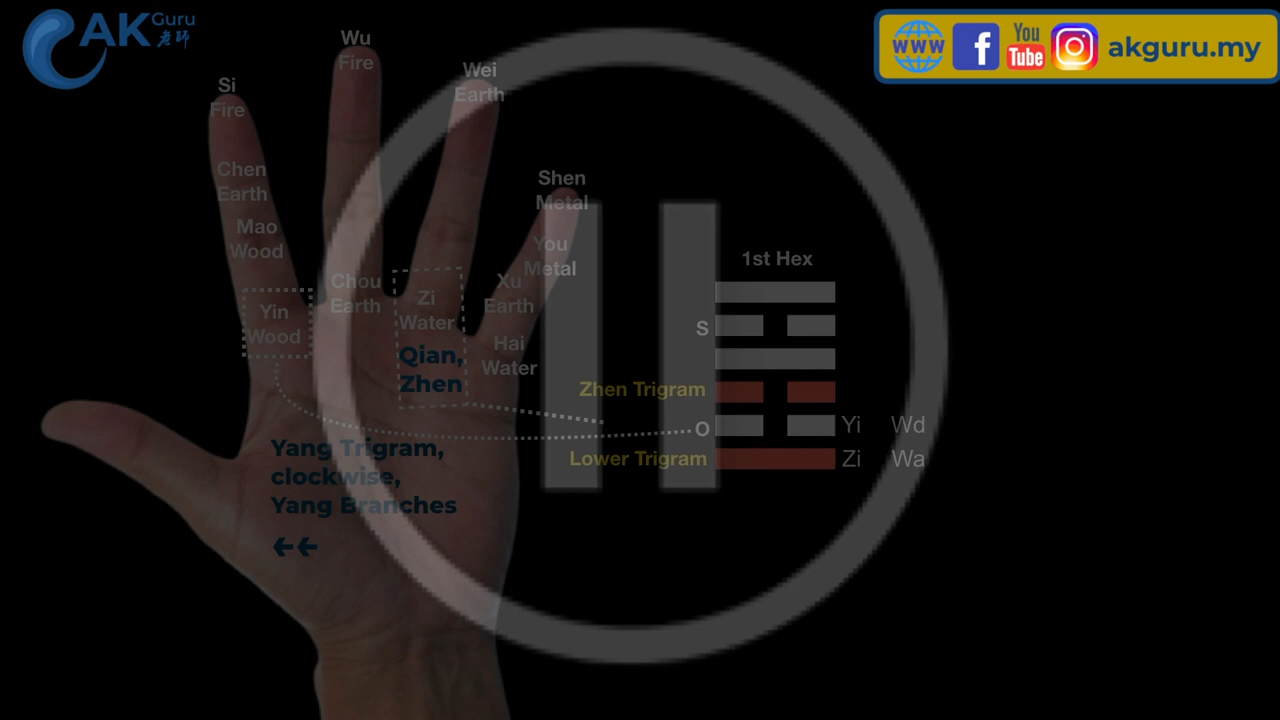 AK Guru
老師
www
f
You
Tube
akguru.my
Wu
Fire
Wei
Earth
Si
Fire
Chen
Earth
Shen
Metal
Mao
Wood
You
Metal
Chou
Earth
Zi
Water
Xu
Earth
Yin
Wood
Hai
Water
Qian,
Zhen
Yang Trigram,
clockwise,
Yang Branches
←←
1st Hex
S
Zhen Trigram
O
Yi Wd
Lower Trigram
Zi Wa